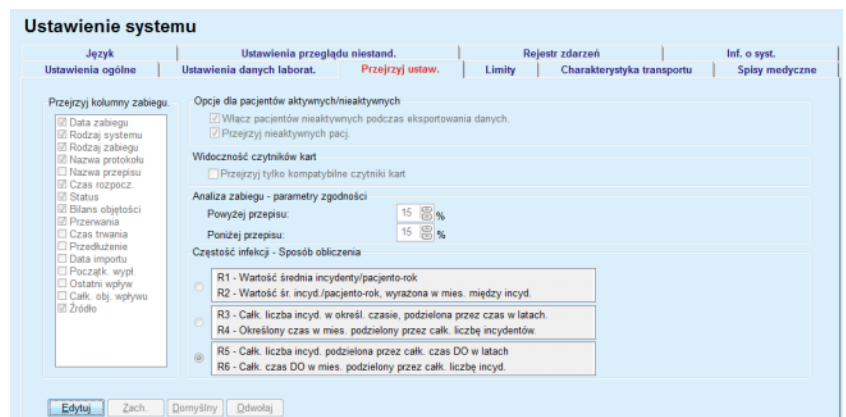 Ustawienie systemu
Język
Ustawienia przeglądu niestand.
Rejestr zdarzeń
Inf. o syst.
Ustawienia ogólne
Ustawienia danych laborat.
Przejrzyj ustaw.
Limity
Charakterystyka transportu
Spisy medyczne
Przejrzyj kolumny zabiegu.
Data zabiegu
Rodzaj systemu
Rodzaj zabiegu
Nazwa protokołu
Nazwa przepisu
Czas rozpocz.
Status
Bilans objętości
Przerwania
Czas trwania
Przedłużenie
Data importu
Początk. wypł.
Ostatni wpływ
Całk. obj. wpływu
Źródło
Opcje dla pacjentów aktywnych/nieaktywnych
Włącz pacjentów nieaktywnych podczas eksportowania danych.
Przejrzyj nieaktywnych pacj.
Widoczność czytników kart
Przejrzyj tylko kompatybilne czytniki kart
Analiza zabiegu - parametry zgodności
Powyżej przepisu: 15 %
Poniżej przepisu: 15 %
Częstość infekcji - Sposób obliczenia
R1 - Wartość średnia incydenty/pacjento-rok
R2 - Wartość śr. incyd./pacjento-rok, wyrażona w mies. między incyd.
R3 - Całk. liczba incyd. w określ. czasie, podzielona przez czas w latach.
R4 - Określony czas w mies. podzielony przez całk. liczbę incydentów.
R5 - Całk. liczba incyd. podzielona przez całk. czas DO w latach
R6 - Całk. czas DO w mies. podzielony przez całk. liczbę incyd.
Edytuj
Zach.
Domyślny
Odwołaj